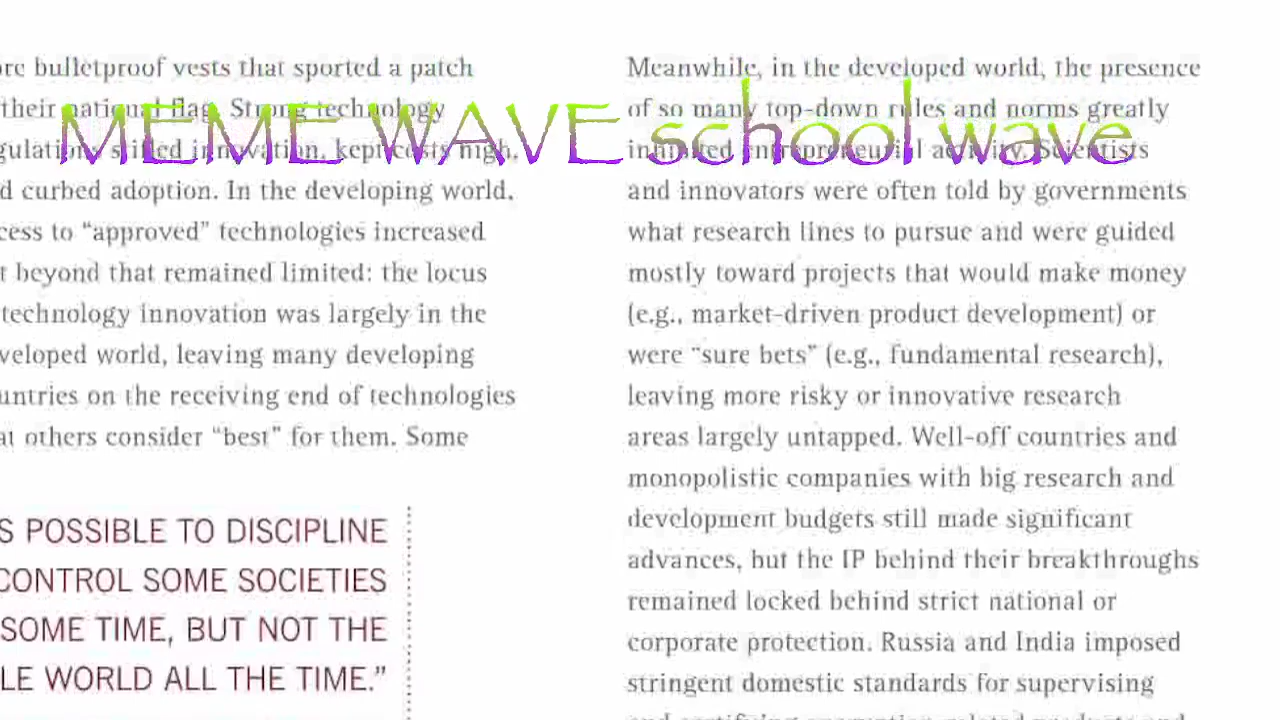 MEME WAVE school wave
ore bulletproof vests that sported a patch
their national flag. Strong technology
gulations stifled innovation, kept costs high,
d curbed adoption. In the developing world,
cess to “approved” technologies increased
t beyond that remained limited: the locus
technology innovation was largely in the
veloped world, leaving many developing
untries on the receiving end of technologies
at others consider “best” for them. Some
S POSSIBLE TO DISCIPLINE
CONTROL SOME SOCIETIES
SOME TIME, BUT NOT THE
LE WORLD ALL THE TIME.”
Meanwhile, in the developed world, the presence
of so many top-down rules and norms greatly
inhibited entrepreneurial activity. Scientists
and innovators were often told by governments
what research lines to pursue and were guided
mostly toward projects that would make money
(e.g., market-driven product development) or
were “sure bets” (e.g., fundamental research),
leaving more risky or innovative research
areas largely untapped. Well-off countries and
monopolistic companies with big research and
development budgets still made significant
advances, but the IP behind their breakthroughs
remained locked behind strict national or
corporate protection. Russia and India imposed
stringent domestic standards for supervising